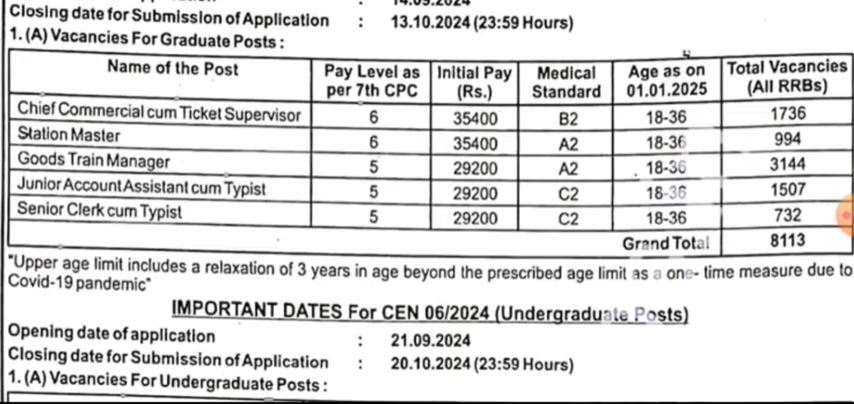 : 14.09.2024
Closing date for Submission of Application : 13.10.2024 (23:59 Hours)
1. (A) Vacancies For Graduate Posts :
Name of the Post Pay Level as per 7th CPC Initial Pay (Rs.) Medical Standard Age as on 01.01.2025 Total Vacancies (All RRBs)
Chief Commercial cum Ticket Supervisor 6 35400 B2 18-36 1736
Station Master 6 35400 A2 18-36 994
Goods Train Manager 5 29200 A2 18-36 3144
Junior Account Assistant cum Typist 5 29200 C2 18-36 1507
Senior Clerk cum Typist 5 29200 C2 18-36 732
Grand Total 8113
"Upper age limit includes a relaxation of 3 years in age beyond the prescribed age limit as a one- time measure due to
Covid-19 pandemic"
IMPORTANT DATES For CEN 06/2024 (Undergraduate Posts)
Opening date of application : 21.09.2024
Closing date for Submission of Application : 20.10.2024 (23:59 Hours)
1. (A) Vacancies For Undergraduate Posts :